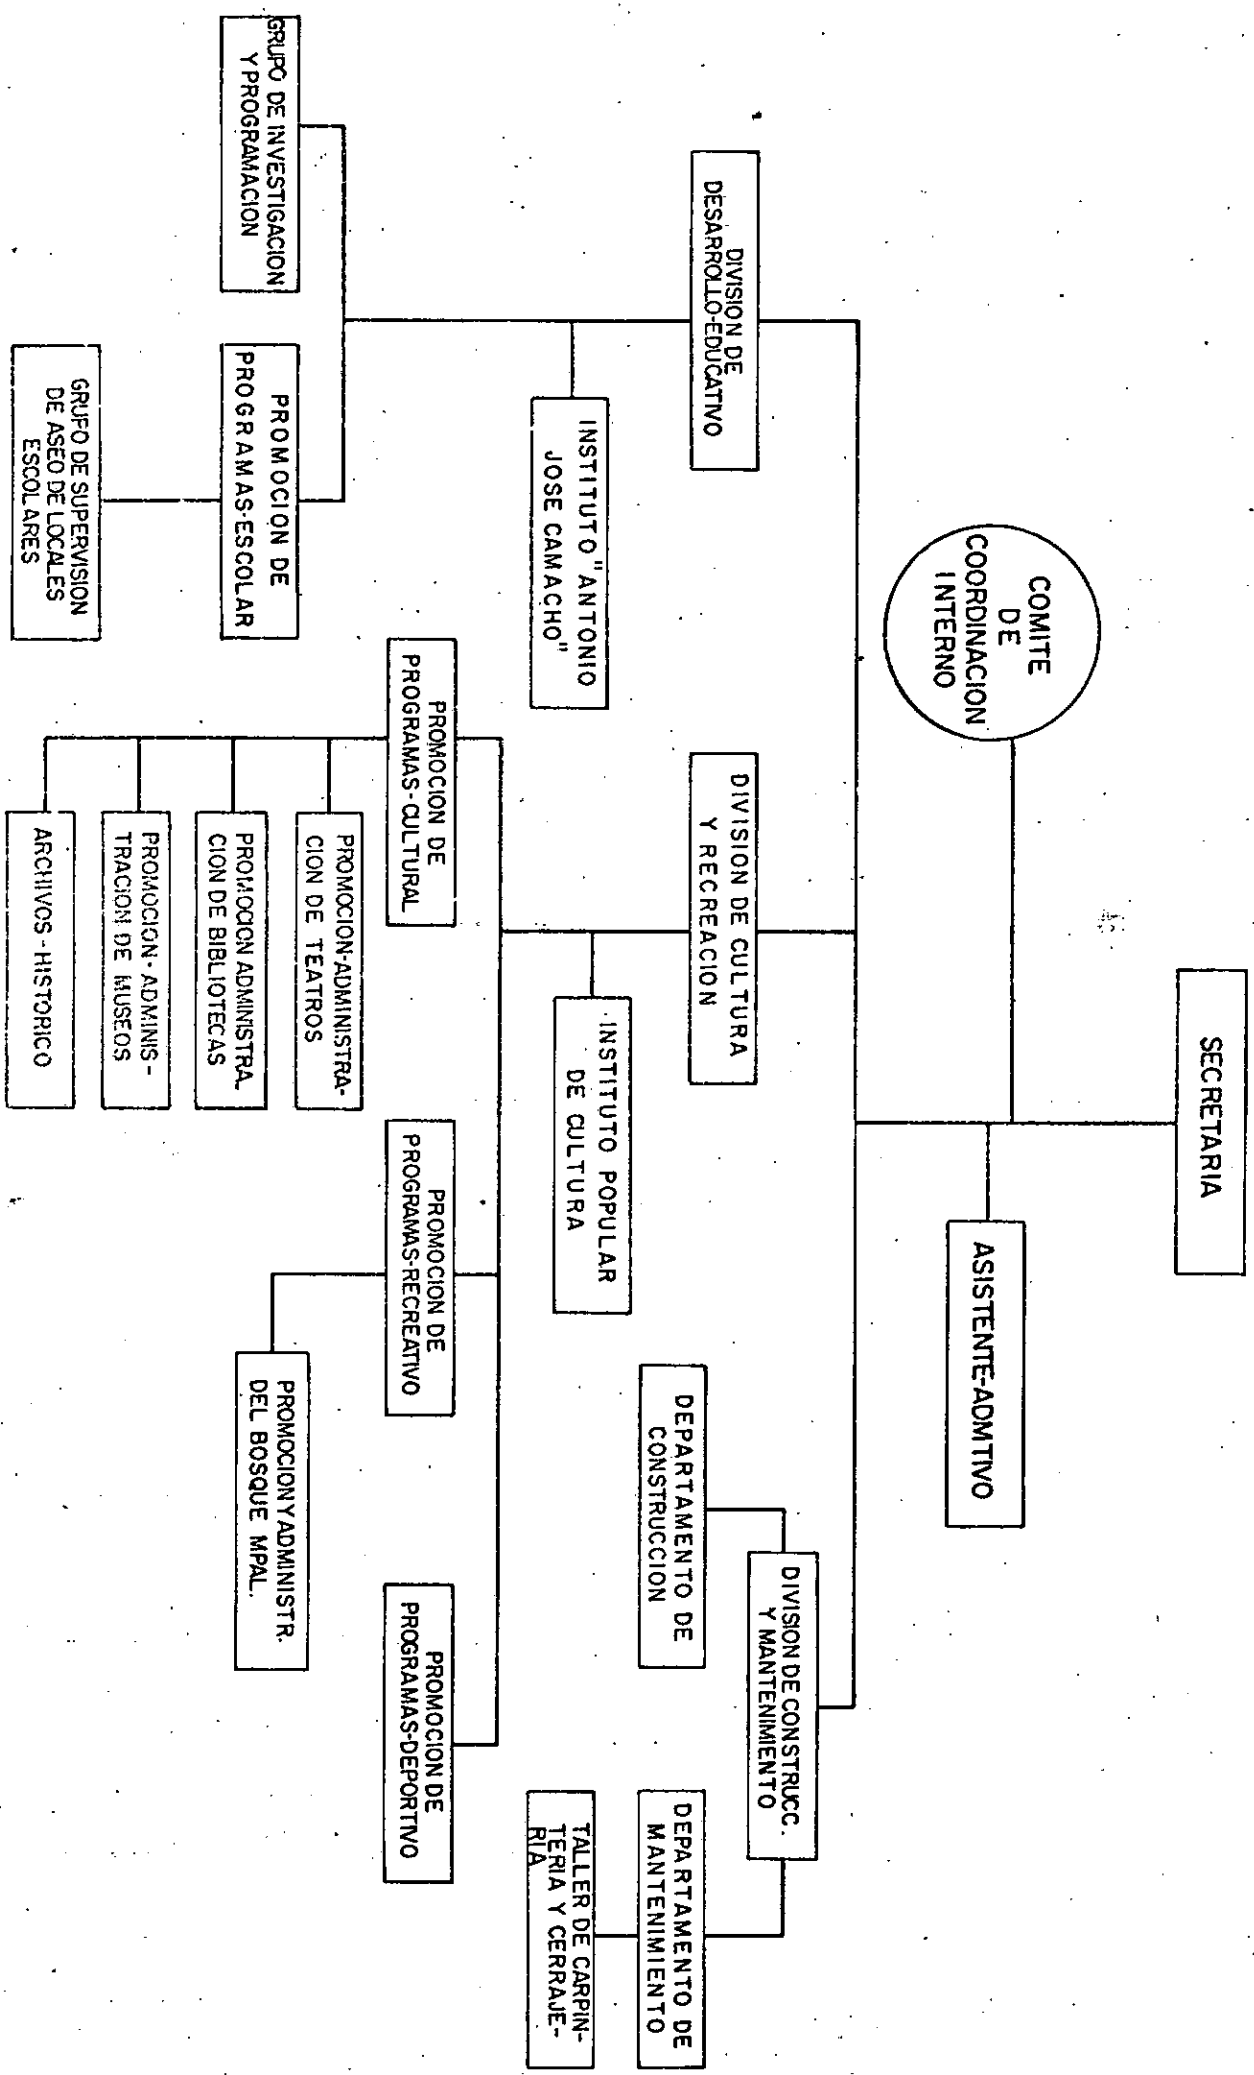 SECRETARIA
COMITE
DE
COORDINACION
INTERNO
ASISTENTE-ADMTIVO
DIVISION DE
DESARROLLO-EDUCATIVO
DIVISION DE CULTURA
Y RECREACION
DIVISION DE CONSTRUCC.
Y MANTENIMIENTO
INSTITUTO "ANTONIO
JOSE CAMACHO"
INSTITUTO POPULAR
DE CULTURA
DEPARTAMENTO DE
CONSTRUCCION
DEPARTAMENTO DE
MANTENIMIENTO
TALLER DE CARPIN-
TERIA Y CERRAJE-
RIA
GRUPO DE INVESTIGACION
Y PROGRAMACION
PROMOCION DE
PROGRAMAS-ESCOLAR
GRUPO DE SUPERVISION
DE ASEO DE LOCALES
ESCOLARES
PROMOCION DE
PROGRAMAS-CULTURAL
PROMOCION DE
PROGRAMAS-RECREATIVO
PROMOCION DE
PROGRAMAS-DEPORTIVO
PROMOCION-ADMINISTRA-
CION DE TEATROS
PROMOCION ADMINISTRA-
CION DE BIBLIOTECAS
PROMOCION-ADMINIS-
TRACION DE MUSEOS
ARCHIVOS-HISTORICO
PROMOCION Y ADMINISTR.
DEL BOSQUE MPAL.